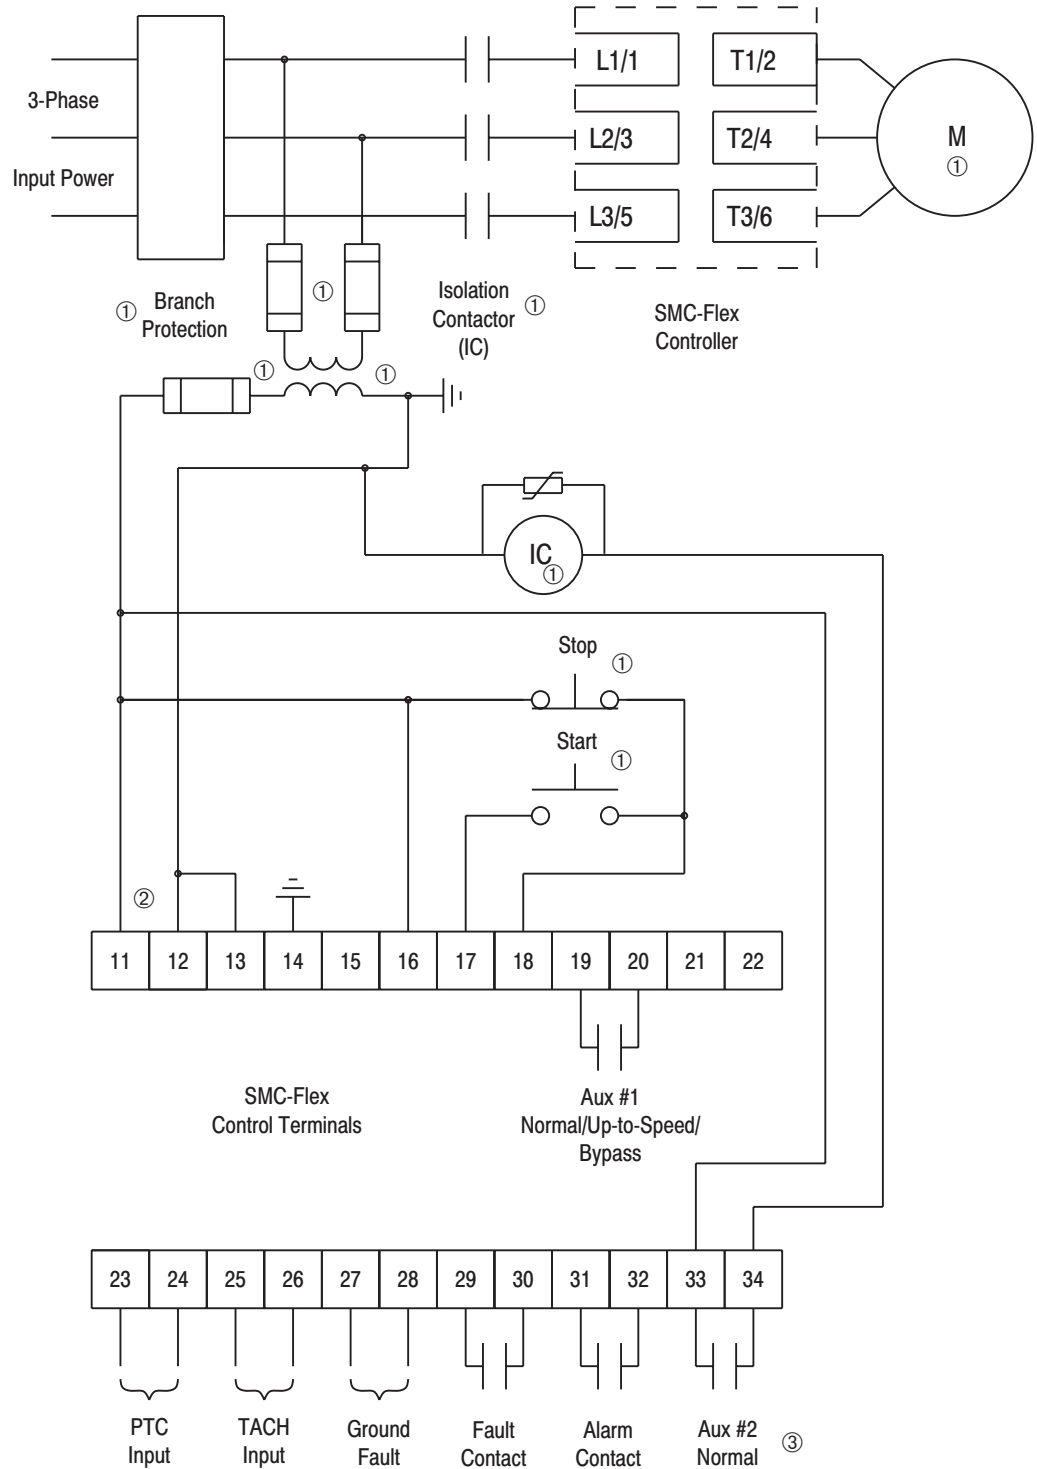 L1/1
T1/2
3-Phase
L2/3
T2/4
M
①
Input Power
L3/5
T3/6
①
Branch
Protection
①
Isolation
Contactor
(IC)
①
SMC-Flex
Controller
①
①
IC
①
Stop
①
Start
①
②
11 12 13 14 15 16 17 18 19 20 21 22
SMC-Flex
Control Terminals
Aux #1
Normal/Up-to-Speed/
Bypass
23 24 25 26 27 28 29 30 31 32 33 34
PTC
Input
TACH
Input
Ground
Fault
Fault
Contact
Alarm
Contact
Aux #2
Normal
③